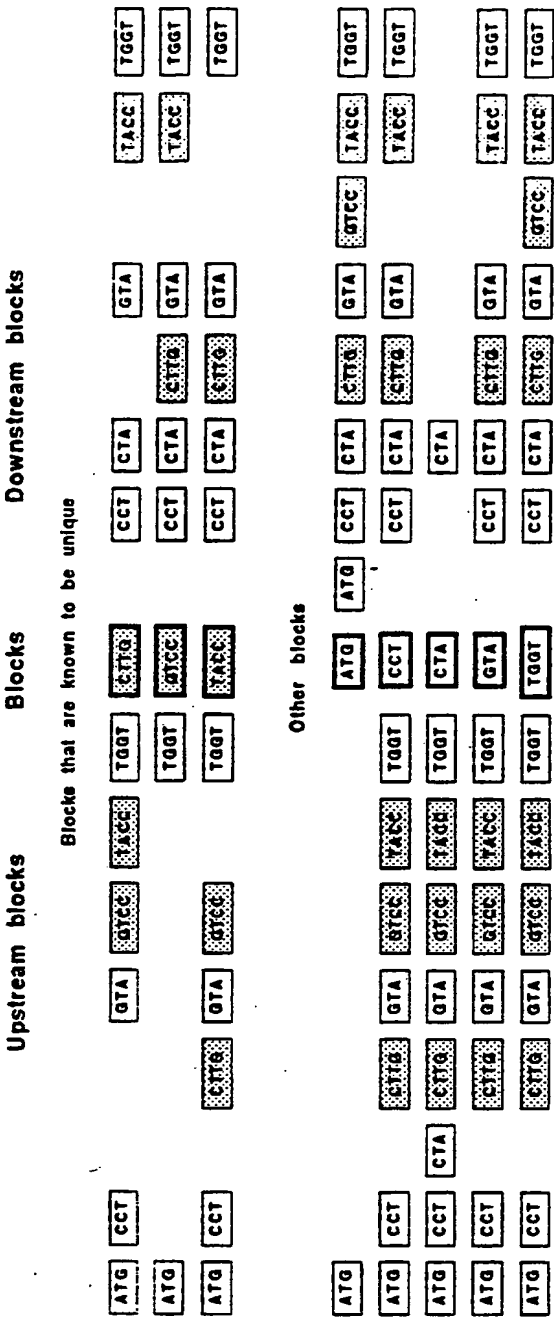 Upstream blocks Blocks Downstream blocks
Blocks that are known to be unique
ATG CCT GTA GTCC TACC TGGT CTTG CCT CTA GTA TACC TGGT
ATG TGGT GTCC CCT CTA CTTG GTA TACC TGGT
ATG CCT CTTG GTA GTCC TGGT TACC CCT CTA CTTG GTA TGGT
Other blocks
ATG ATG ATG CCT CTA CTTG GTA GTCC TACC TGGT
ATG CCT CTTG GTA GTCC TACC TGGT CCT CCT CTA CTTG GTA TACC TGGT
ATG CCT CTA CTTG GTA GTCC TACC TGGT CTA CTA
ATG CCT CTTG GTA GTCC TACC TGGT GTA CCT CTA CTTG GTA TACC TGGT
ATG CCT CTTG GTA GTCC TACC TGGT TGGT CCT CTA CTTG GTA GTCC TACC TGGT